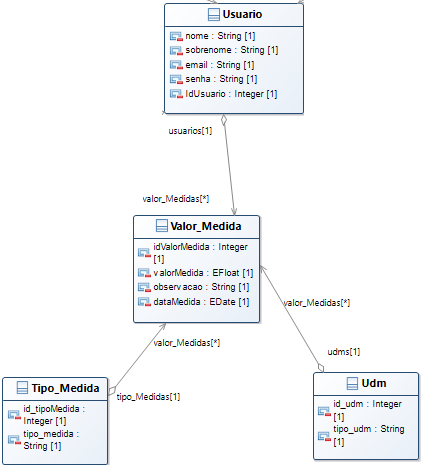 Usuario
nome : String [1]
sobrenome : String [1]
email : String [1]
senha : String [1]
IdUsuario : Integer [1]
usuarios[1]
valor_Medidas[*]
Valor_Medida
idValorMedida : Integer
[1]
valorMedida : EFloat [1]
observacao : String [1]
dataMedida : EDate [1]
valor_Medidas[*]
valor_Medidas[*]
udms[1]
Tipo_Medida
id_tipoMedida :
Integer [1]
tipo_medida :
String [1]
tipo_Medidas[1]
Udm
id_udm : Integer
[1]
tipo_udm : String
[1]